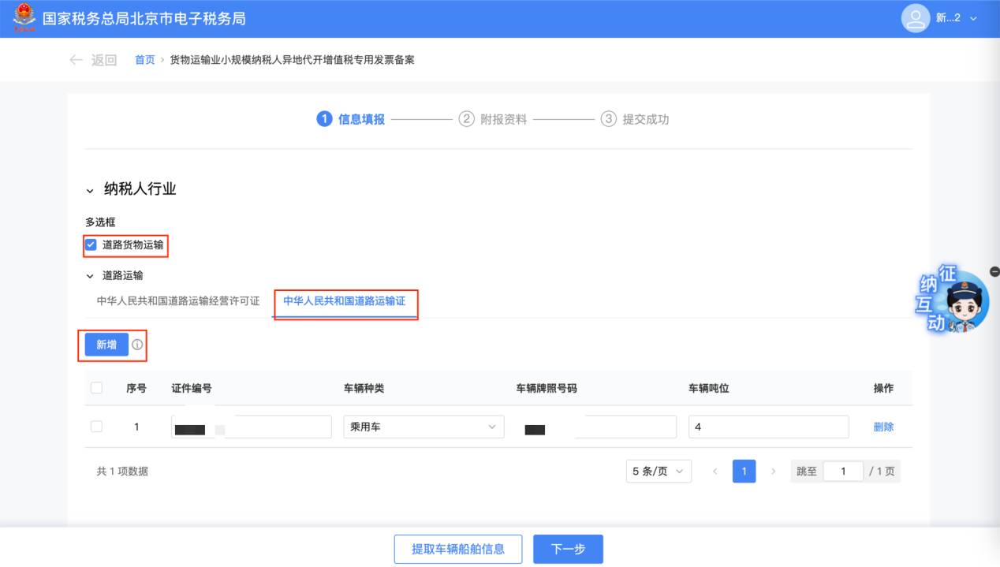 国家税务总局北京市电子税务局
新...2
返回 首页 > 货物运输业小规模纳税人异地代开增值税专用发票备案
1 信息填报 2 附报资料 3 提交成功
纳税人行业
多选框
道路货物运输
道路运输
中华人民共和国道路运输经营许可证 中华人民共和国道路运输证
征纳互动
新增
序号 证件编号 车辆种类 车辆牌照号码 车辆吨位 操作
1 乘用车 4 删除
共 1 项数据 5 条/页 < 1 > 跳至 1 / 1 页
提取车辆船舶信息 下一步